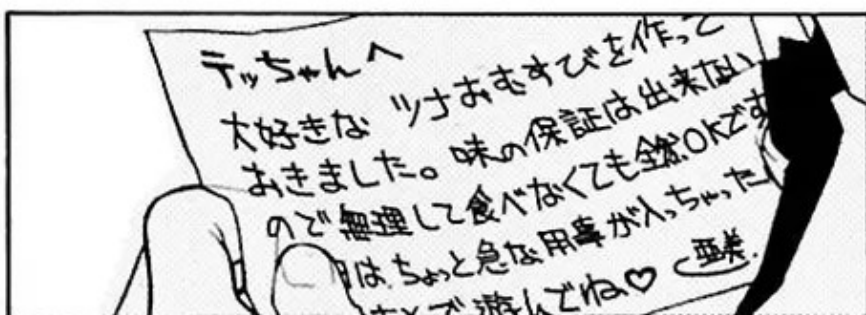 テッちゃんへ
大好きな ツナおむすびを作って
おきました。味の保証は出来ない
ので無理して食べなくても全然OKです
は、ちょっと急な用事が入っちゃった
で遊んでね♡ 亜美